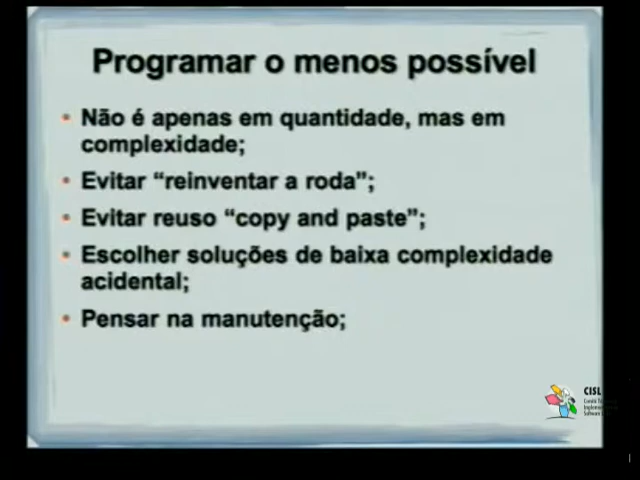 Programar o menos possível
• Não é apenas em quantidade, mas em
complexidade;
• Evitar “reinventar a roda”;
• Evitar reuso “copy and paste”;
• Escolher soluções de baixa complexidade
acidental;
• Pensar na manutenção;
CISL